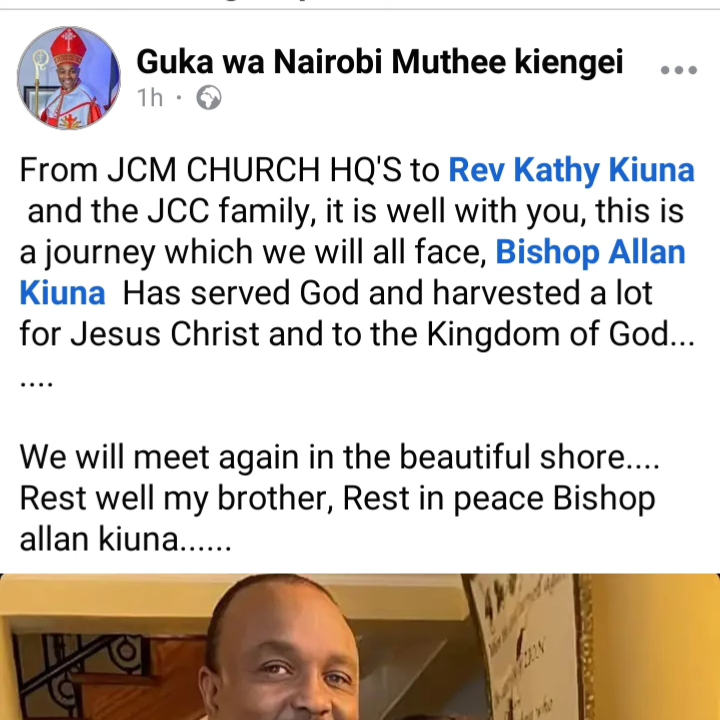 Guka wa Nairobi Muthee kiengei
1h ·
From JCM CHURCH HQ'S to Rev Kathy Kiuna
and the JCC family, it is well with you, this is
a journey which we will all face, Bishop Allan
Kiuna Has served God and harvested a lot
for Jesus Christ and to the Kingdom of God...
....
We will meet again in the beautiful shore....
Rest well my brother, Rest in peace Bishop
allan kiuna......